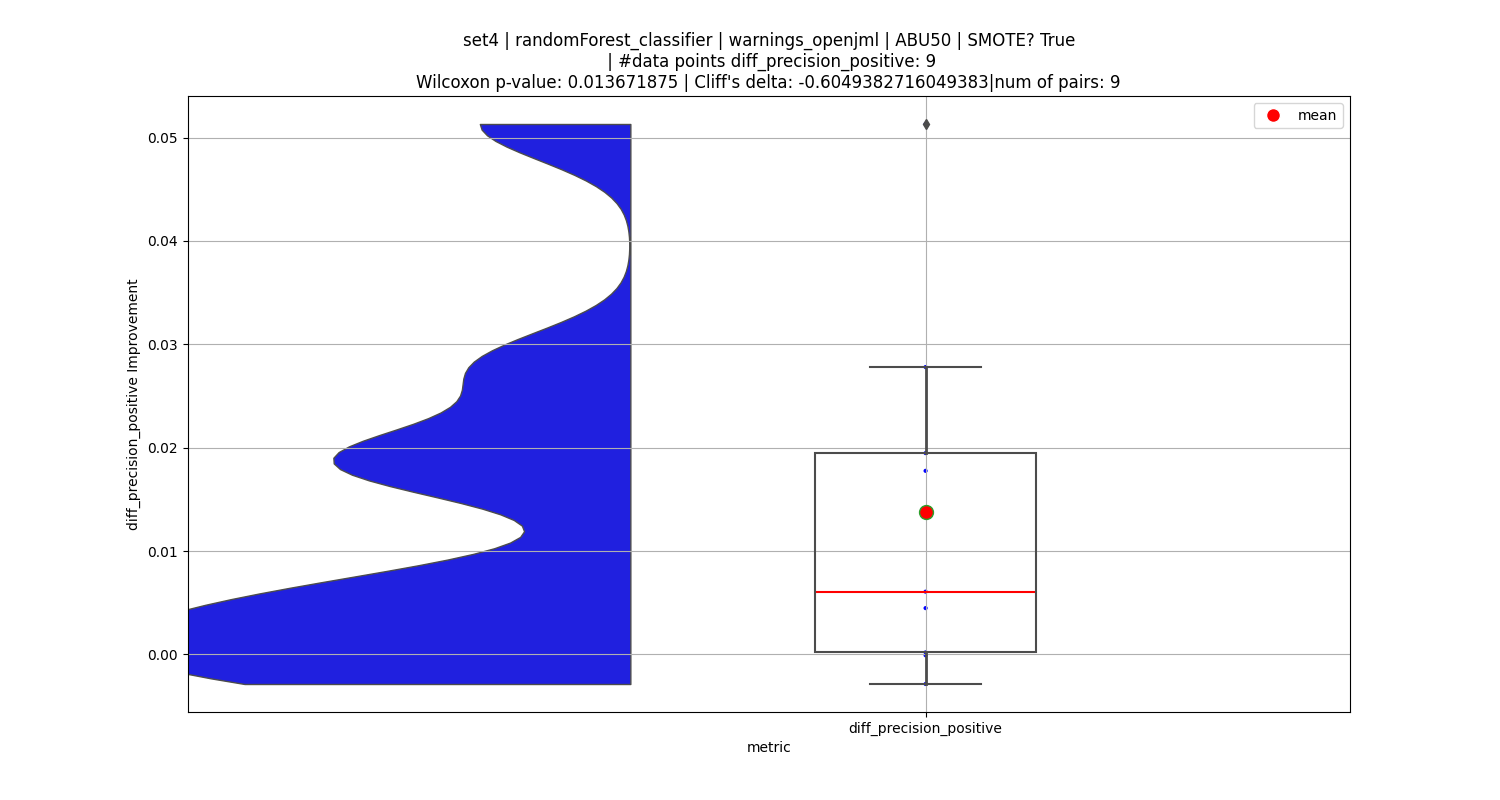 set4 | randomForest_classifier | warnings_openjml | ABU50 | SMOTE? True
| #data points diff_precision_positive: 9
Wilcoxon p-value: 0.013671875 | Cliff's delta: -0.6049382716049383|num of pairs: 9
mean
0.05
0.04
0.03
0.02
0.01
0.00
diff_precision_positive Improvement
diff_precision_positive
metric